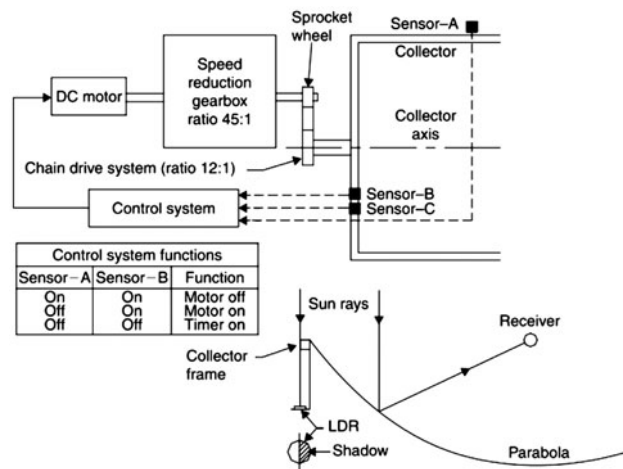 Sensor–A
Sprocket
wheel
Collector
Speed
reduction
gearbox
ratio 45:1
DC motor
Collector
axis
Chain drive system (ratio 12:1)
Sensor–B
Sensor–C
Control system
Control system functions
Sensor–A Sensor–B Function
On On Motor off
Off On Motor on
Off Off Timer on
Sun rays
Receiver
Collector
frame
LDR
Shadow
Parabola